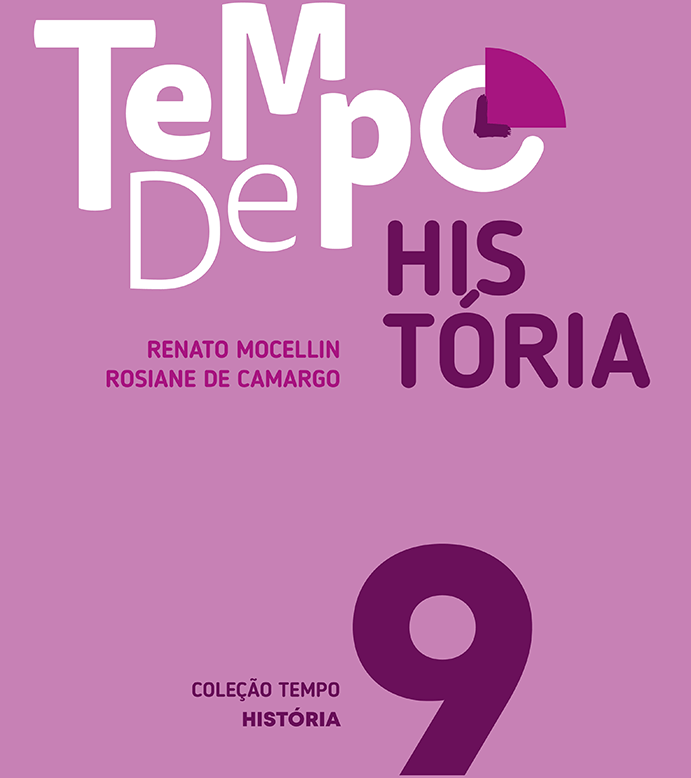 TeMpo
De
HIS
TÓRIA
RENATO MOCELLIN
ROSIANE DE CAMARGO
9
COLEÇÃO TEMPO
HISTÓRIA